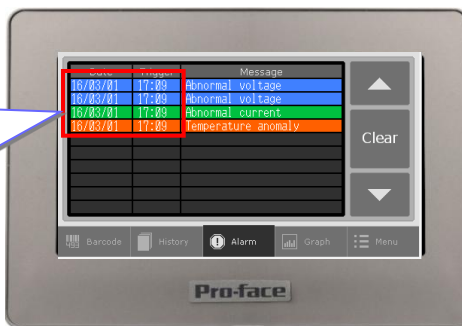 Date Trigger Message
16/03/01 17:09 Abnormal voltage
16/03/01 17:09 Abnormal voltage
16/03/01 17:09 Abnormal current
16/03/01 17:09 Temperature anomaly
Clear
Barcode History Alarm Graph Menu
Pro-face